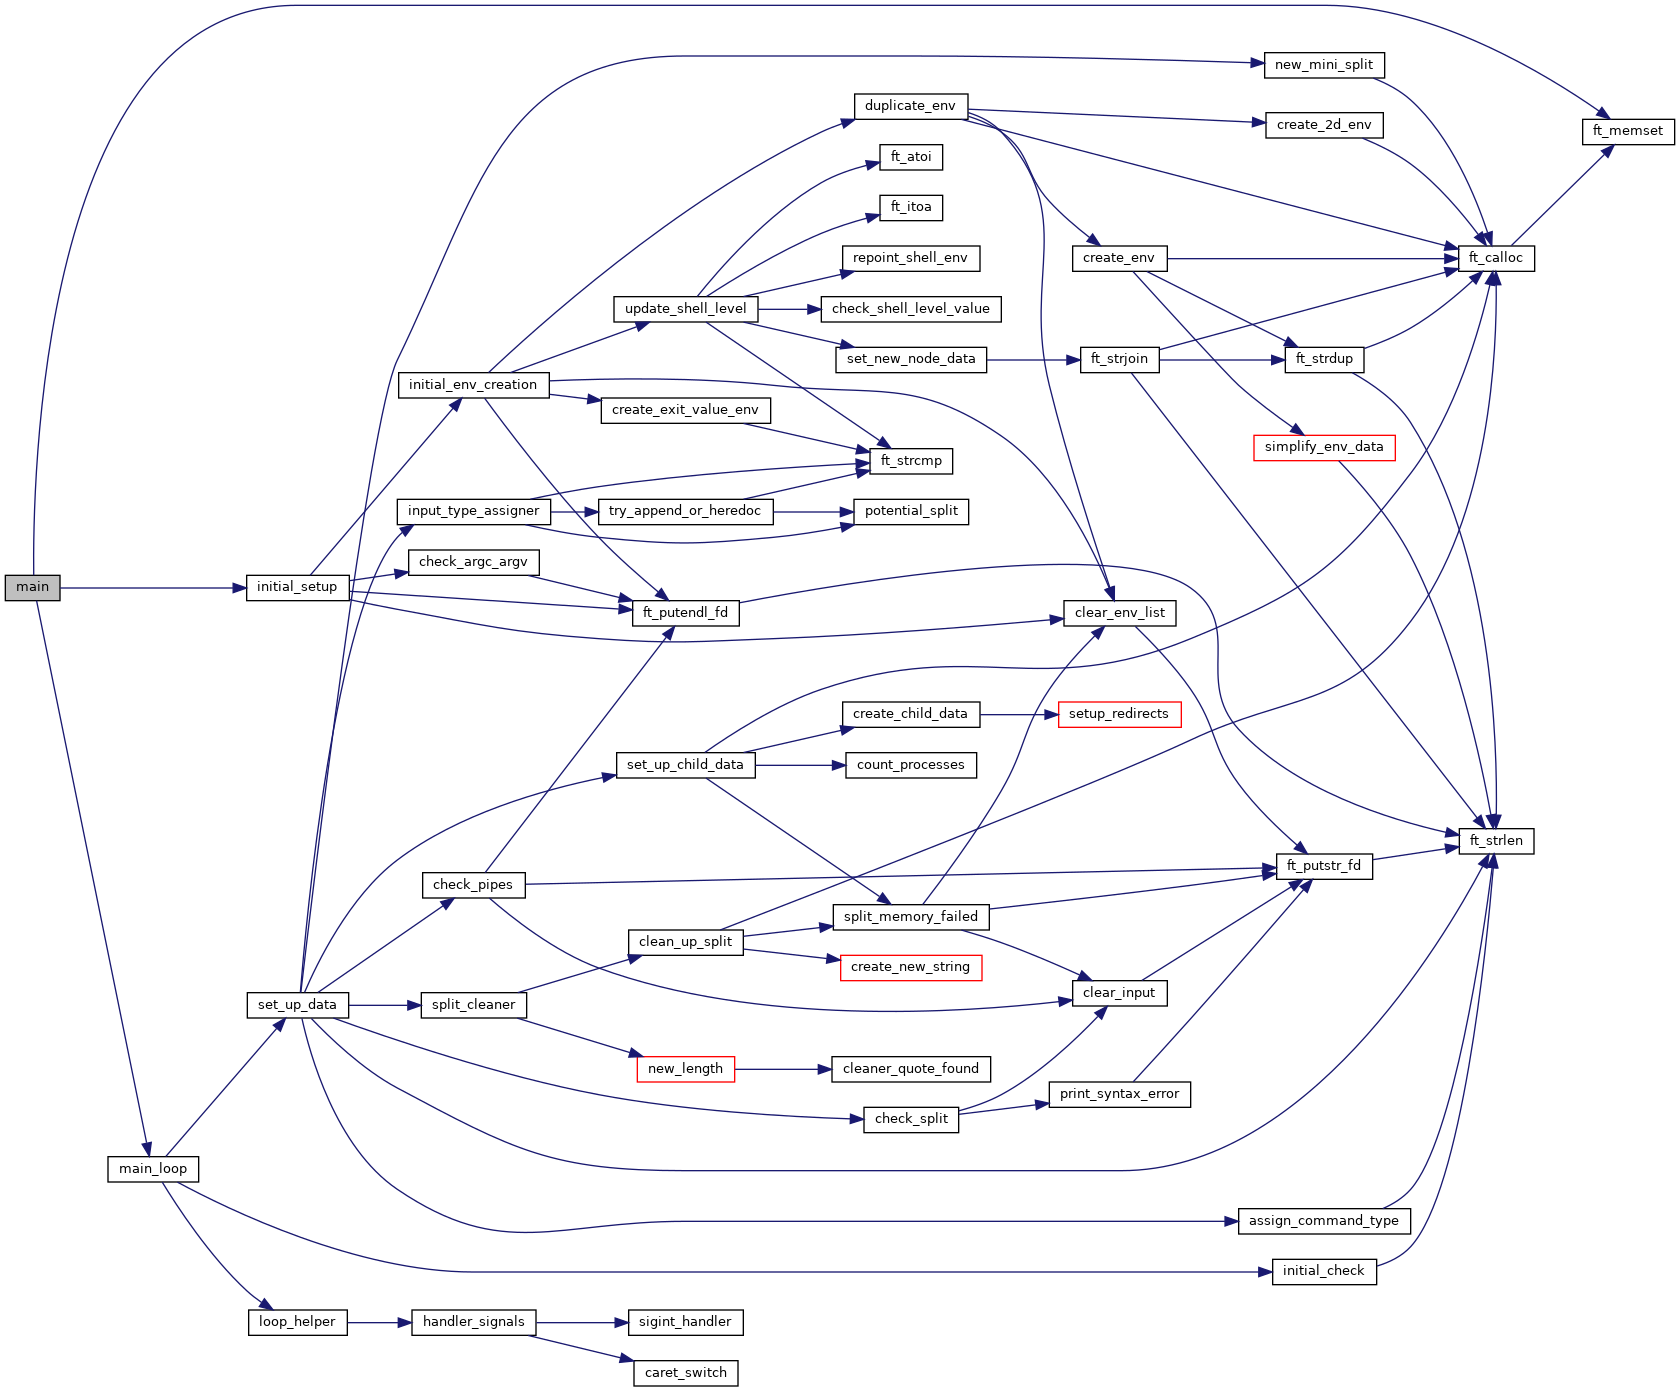 new_mini_split
duplicate_env
create_2d_env
ft_memset
ft_atoi
ft_itoa
repoint_shell_env
create_env
ft_calloc
update_shell_level
check_shell_level_value
set_new_node_data
ft_strjoin
ft_strdup
initial_env_creation
create_exit_value_env
simplify_env_data
ft_strcmp
input_type_assigner
try_append_or_heredoc
potential_split
check_argc_argv
main
initial_setup
ft_putendl_fd
clear_env_list
create_child_data
setup_redirects
set_up_child_data
count_processes
ft_strlen
ft_putstr_fd
check_pipes
split_memory_failed
clean_up_split
create_new_string
clear_input
set_up_data
split_cleaner
new_length
cleaner_quote_found
print_syntax_error
check_split
main_loop
assign_command_type
initial_check
loop_helper
handler_signals
sigint_handler
caret_switch